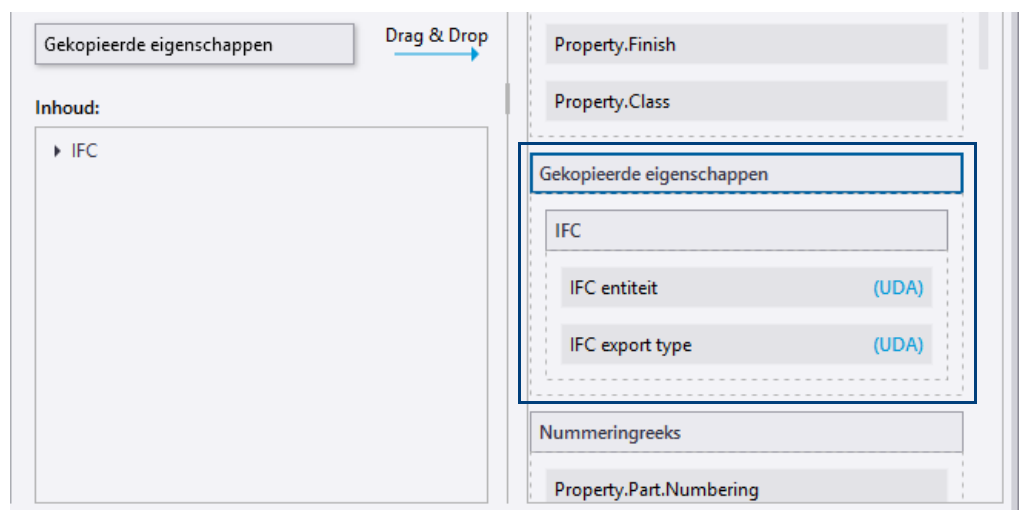 Gekopieerde eigenschappen
Drag & Drop
Inhoud:
IFC
Property.Finish
Property.Class
Gekopieerde eigenschappen
IFC
IFC entiteit (UDA)
IFC export type (UDA)
Nummeringreeks
Property.Part.Numbering